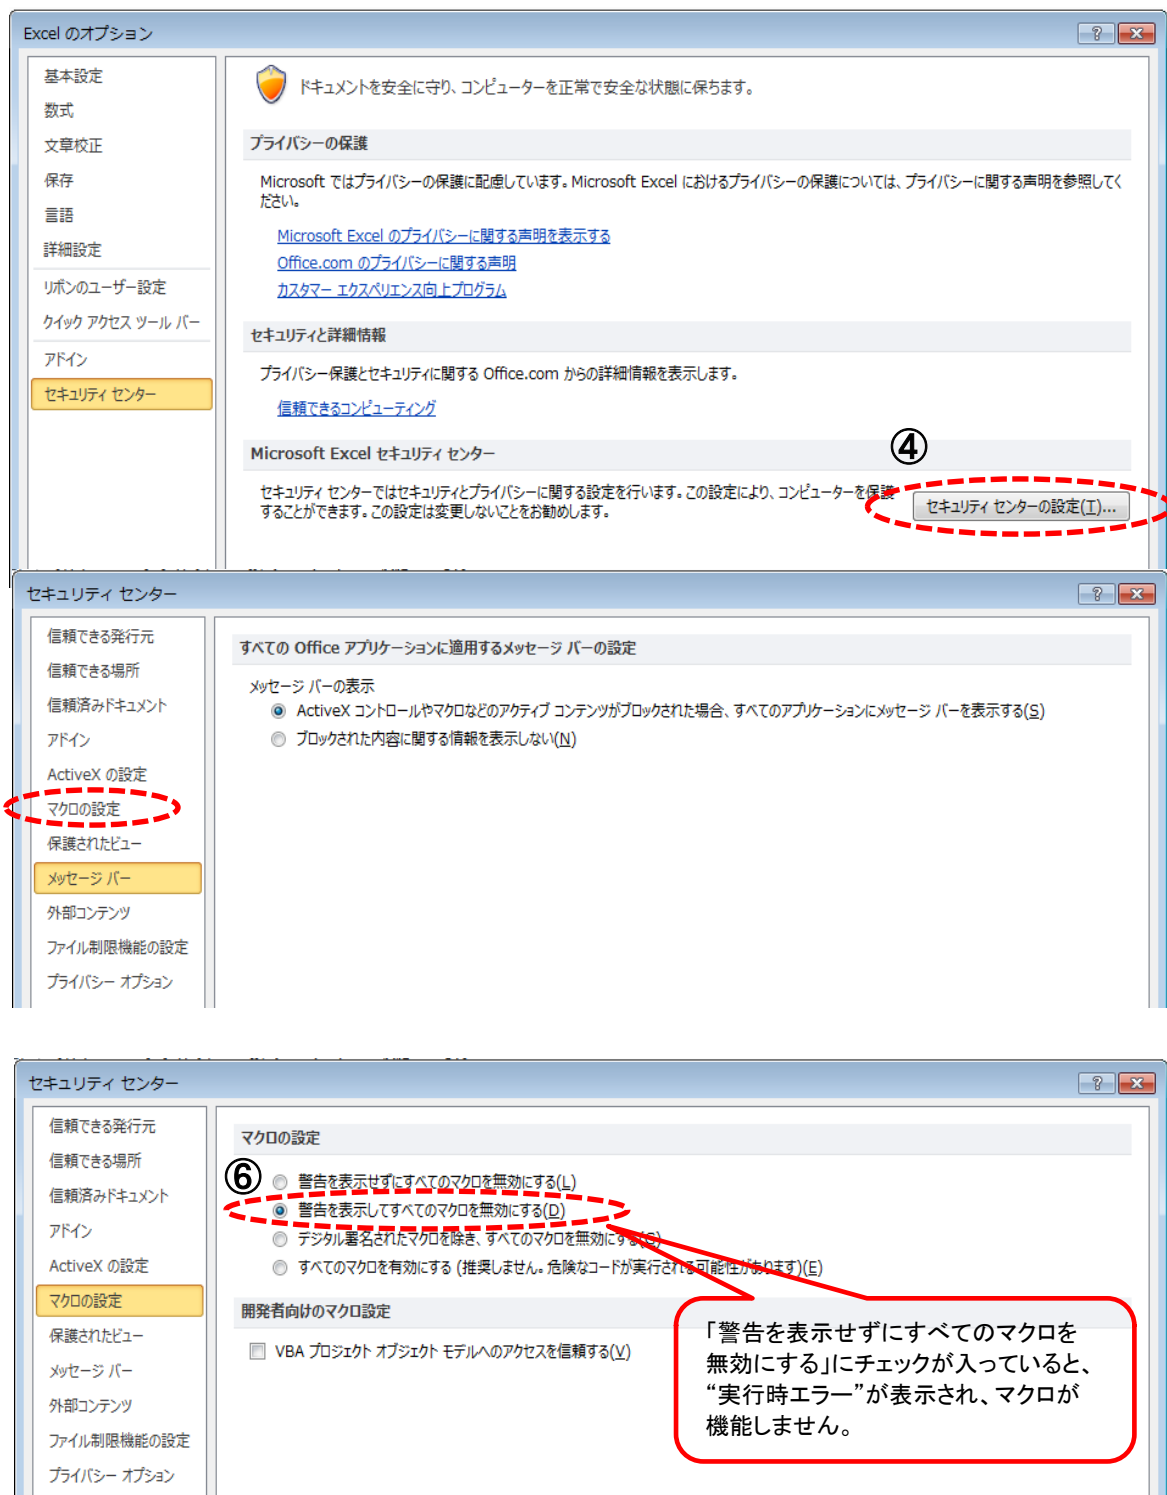 Excel のオプション
基本設定
数式
文章校正
保存
言語
詳細設定
リボンのユーザー設定
クイック アクセス ツール バー
アドイン
セキュリティ センター
ドキュメントを安全に守り、コンピューターを正常で安全な状態に保ちます。
プライバシーの保護
Microsoft ではプライバシーの保護に配慮しています。Microsoft Excel におけるプライバシーの保護については、プライバシーに関する声明を参照してく
ださい。
Microsoft Excel のプライバシーに関する声明を表示する
Office.com のプライバシーに関する声明
カスタマー エクスペリエンス向上プログラム
セキュリティと詳細情報
プライバシー保護とセキュリティに関する Office.com からの詳細情報を表示します。
信頼できるコンピューティング
Microsoft Excel セキュリティ センター
④
セキュリティ センターではセキュリティとプライバシーに関する設定を行います。この設定により、コンピューターを保護
することができます。この設定は変更しないことをお勧めします。
セキュリティ センターの設定(T)...
セキュリティ センター
信頼できる発行元
信頼できる場所
信頼済みドキュメント
アドイン
ActiveX の設定
マクロの設定
保護されたビュー
メッセージ バー
外部コンテンツ
ファイル制限機能の設定
プライバシー オプション
すべての Office アプリケーションに適用するメッセージ バーの設定
メッセージ バーの表示
ActiveX コントロールやマクロなどのアクティブ コンテンツがブロックされた場合、すべてのアプリケーションにメッセージ バーを表示する(S)
ブロックされた内容に関する情報を表示しない(N)
セキュリティ センター
信頼できる発行元
信頼できる場所
信頼済みドキュメント
アドイン
ActiveX の設定
マクロの設定
保護されたビュー
メッセージ バー
外部コンテンツ
ファイル制限機能の設定
プライバシー オプション
マクロの設定
⑥
警告を表示せずにすべてのマクロを無効にする(L)
警告を表示してすべてのマクロを無効にする(D)
デジタル署名されたマクロを除き、すべてのマクロを無効にする(G)
すべてのマクロを有効にする (推奨しません。危険なコードが実行される可能性があります)(E)
開発者向けのマクロ設定
VBA プロジェクト オブジェクト モデルへのアクセスを信頼する(V)
「警告を表示せずにすべてのマクロを
無効にする」にチェックが入っていると、
“実行時エラー”が表示され、マクロが
機能しません。